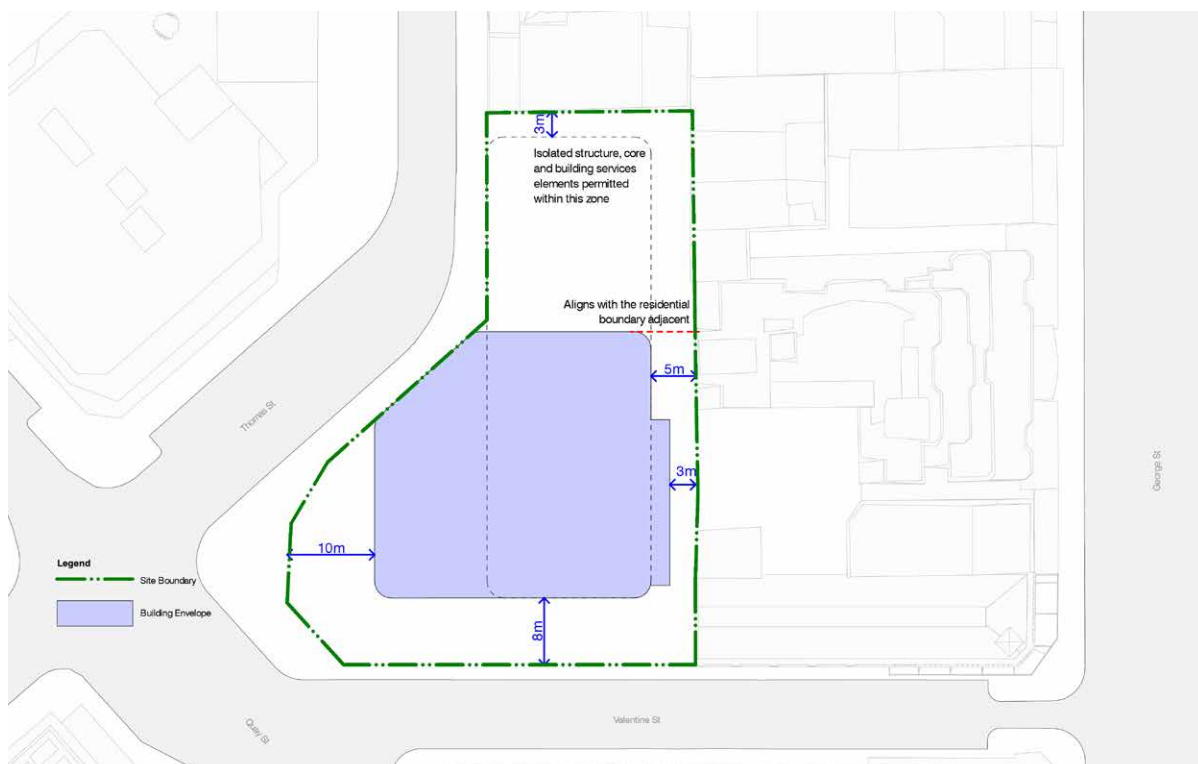 3m
Isolated structure, core
and building services
elements permitted
within this zone
Aligns with the residential
boundary adjacent
5m
Thomas St
George St
3m
10m
Legend
Site Boundary
Building Envelope
8m
Quay St
Valentine St